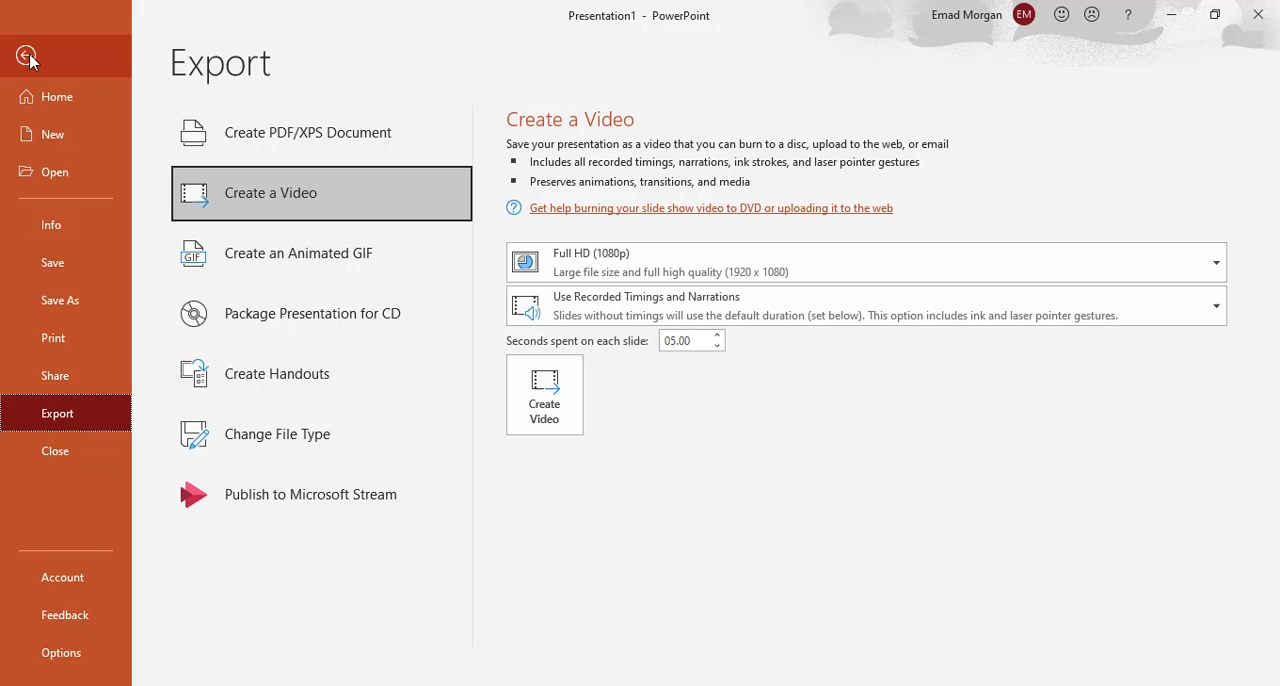 Presentation1 - PowerPoint
Emad Morgan
EM
?
Export
Home
New
Open
Info
Save
Save As
Print
Share
Export
Close
Account
Feedback
Options
Create PDF/XPS Document
Create a Video
GIF
Create an Animated GIF
Package Presentation for CD
Create Handouts
Change File Type
Publish to Microsoft Stream
Create a Video
Save your presentation as a video that you can burn to a disc, upload to the web, or email
Includes all recorded timings, narrations, ink strokes, and laser pointer gestures
Preserves animations, transitions, and media
? Get help burning your slide show video to DVD or uploading it to the web
Full HD (1080p)
Large file size and full high quality (1920 x 1080)
Use Recorded Timings and Narrations
Slides without timings will use the default duration (set below). This option includes ink and laser pointer gestures.
Seconds spent on each slide: 05.00
Create
Video